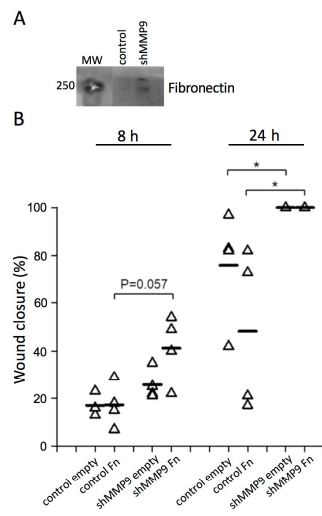 A
MW control shMMP9
250 Fibronectin
B
8 h 24 h
* 
*
P=0.057
Wound closure (%)
100
80
60
40
20
0
control empty control Fn shMMP9 empty shMMP9 Fn control empty control Fn shMMP9 empty shMMP9 Fn